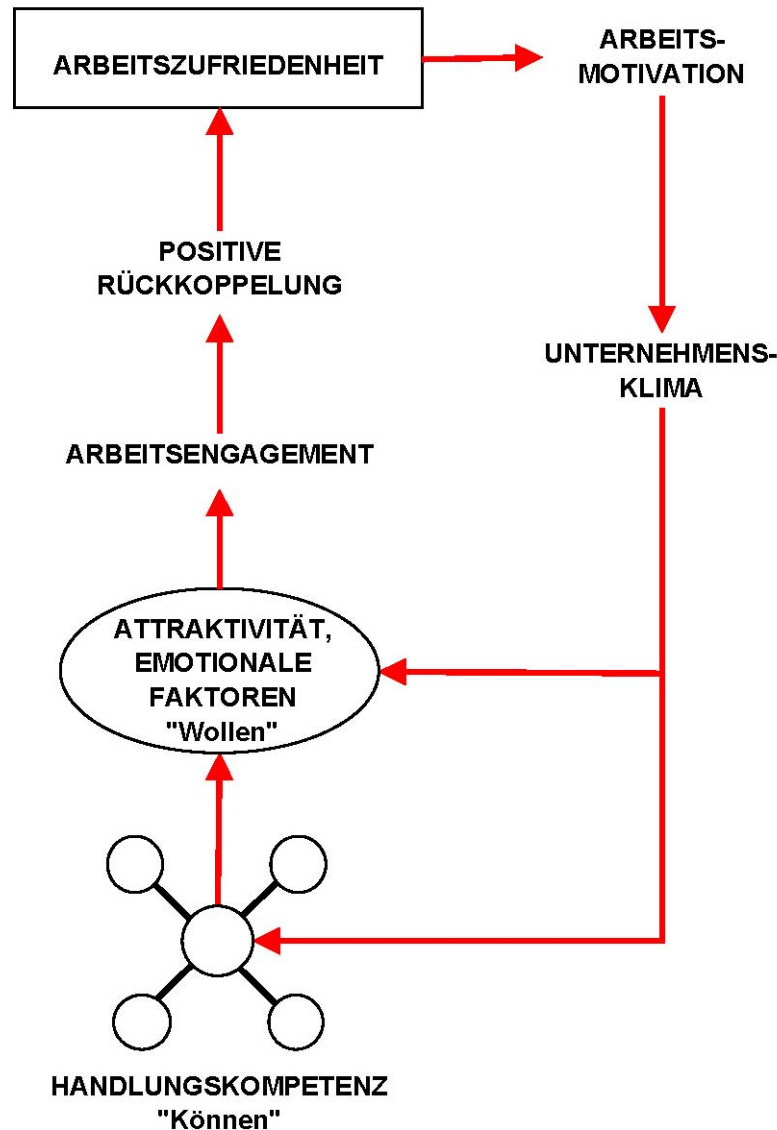 ARBEITSZUFRIEDENHEIT
ARBEITS-
MOTIVATION
POSITIVE
RÜCKKOPPELUNG
UNTERNEHMENS-
KLIMA
ARBEITSENGAGEMENT
ATTRAKTIVITÄT,
EMOTIONALE
FAKTOREN
"Wollen"
HANDLUNGSKOMPETENZ
"Können"